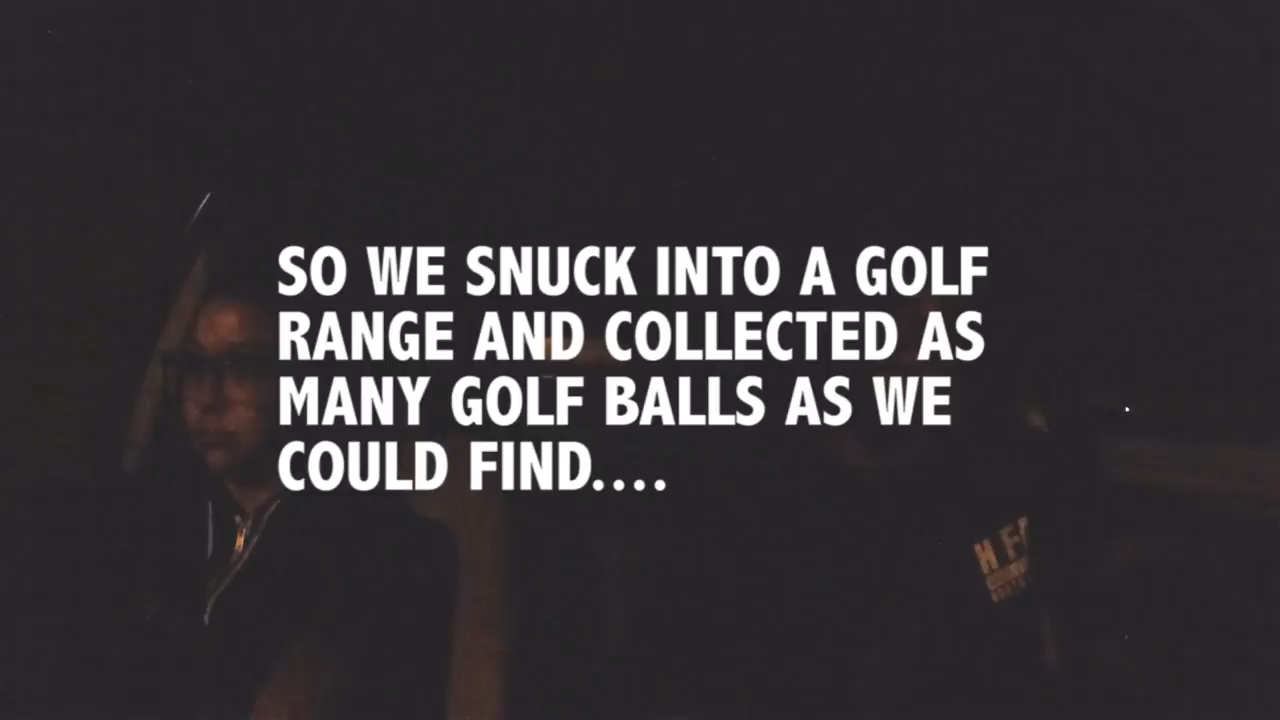 SO WE SNUCK INTO A GOLF
RANGE AND COLLECTED AS
MANY GOLF BALLS AS WE
COULD FIND....